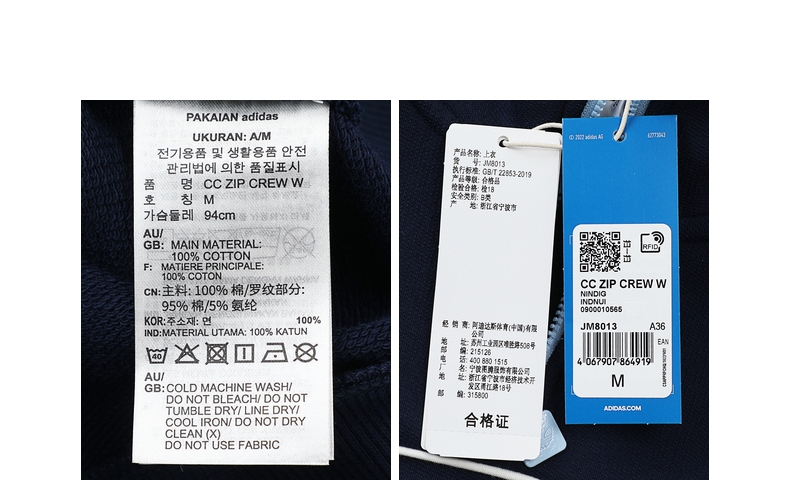 PAKAIAN adidas
UKURAN: A/M
전기용품 및 생활용품 안전
관리법에 의한 품질표시
품 명 CC ZIP CREW W
호 칭 M
가슴둘레 94cm
AU/
GB: MAIN MATERIAL:
100% COTTON
F: MATIERE PRINCIPALE:
100% COTON
CN:主料: 100% 棉/罗纹部分:
95% 棉/5% 氨纶
KOR:주소재: 면 100%
IND:MATERIAL UTAMA: 100% KATUN
40
AU/
GB:COLD MACHINE WASH/
DO NOT BLEACH/ DO NOT
TUMBLE DRY/ LINE DRY/
COOL IRON/ DO NOT DRY
CLEAN (X)
DO NOT USE FABRIC
产品名称: 上衣
货 号: JM8013
执行标准: GB/T 22853-2019
产品等级: 合格品
检验合格: 检18
安全类别: B类
产 地: 浙江省宁波市
经 销 商: 阿迪达斯体育(中国)有限
公司
地 址: 苏州工业园区唯胜路508号
邮 编: 215126
电 话: 400 880 1515
厂 名: 宁波图腾服饰有限公司
地 址: 浙江省宁波市经济技术开
发区凤过路18号
邮 编: 315800
合格证
© 2022 adidas AG
67773043
RFID
CC ZIP CREW W
NINDIG
INDNUI
0900010565
JM8013 A36
EAN
4 067907 864919
M
ADIDAS.COM